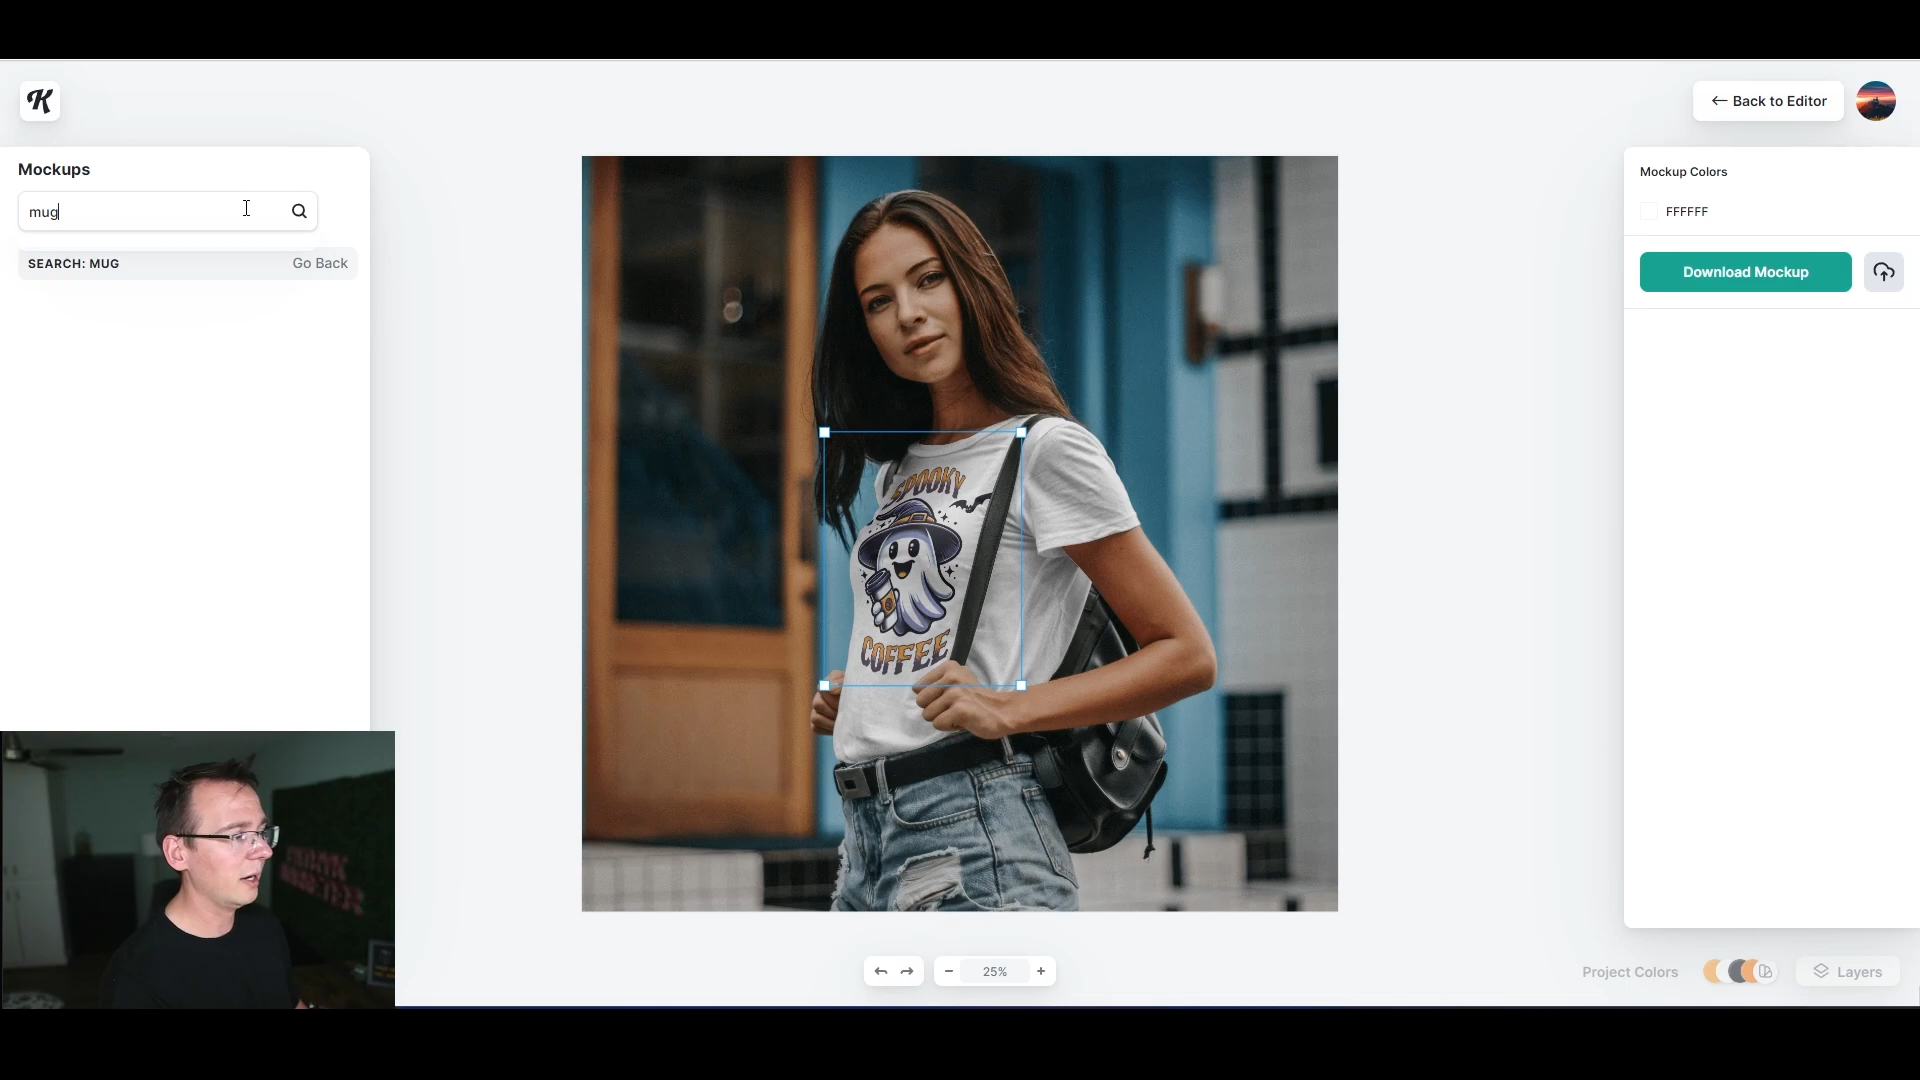 K
Back to Editor
Mockups
mug
SEARCH: MUG
Go Back
Mockup Colors
FFFFFF
Download Mockup
SPOOKY
COFFEE
25%
Project Colors
Layers